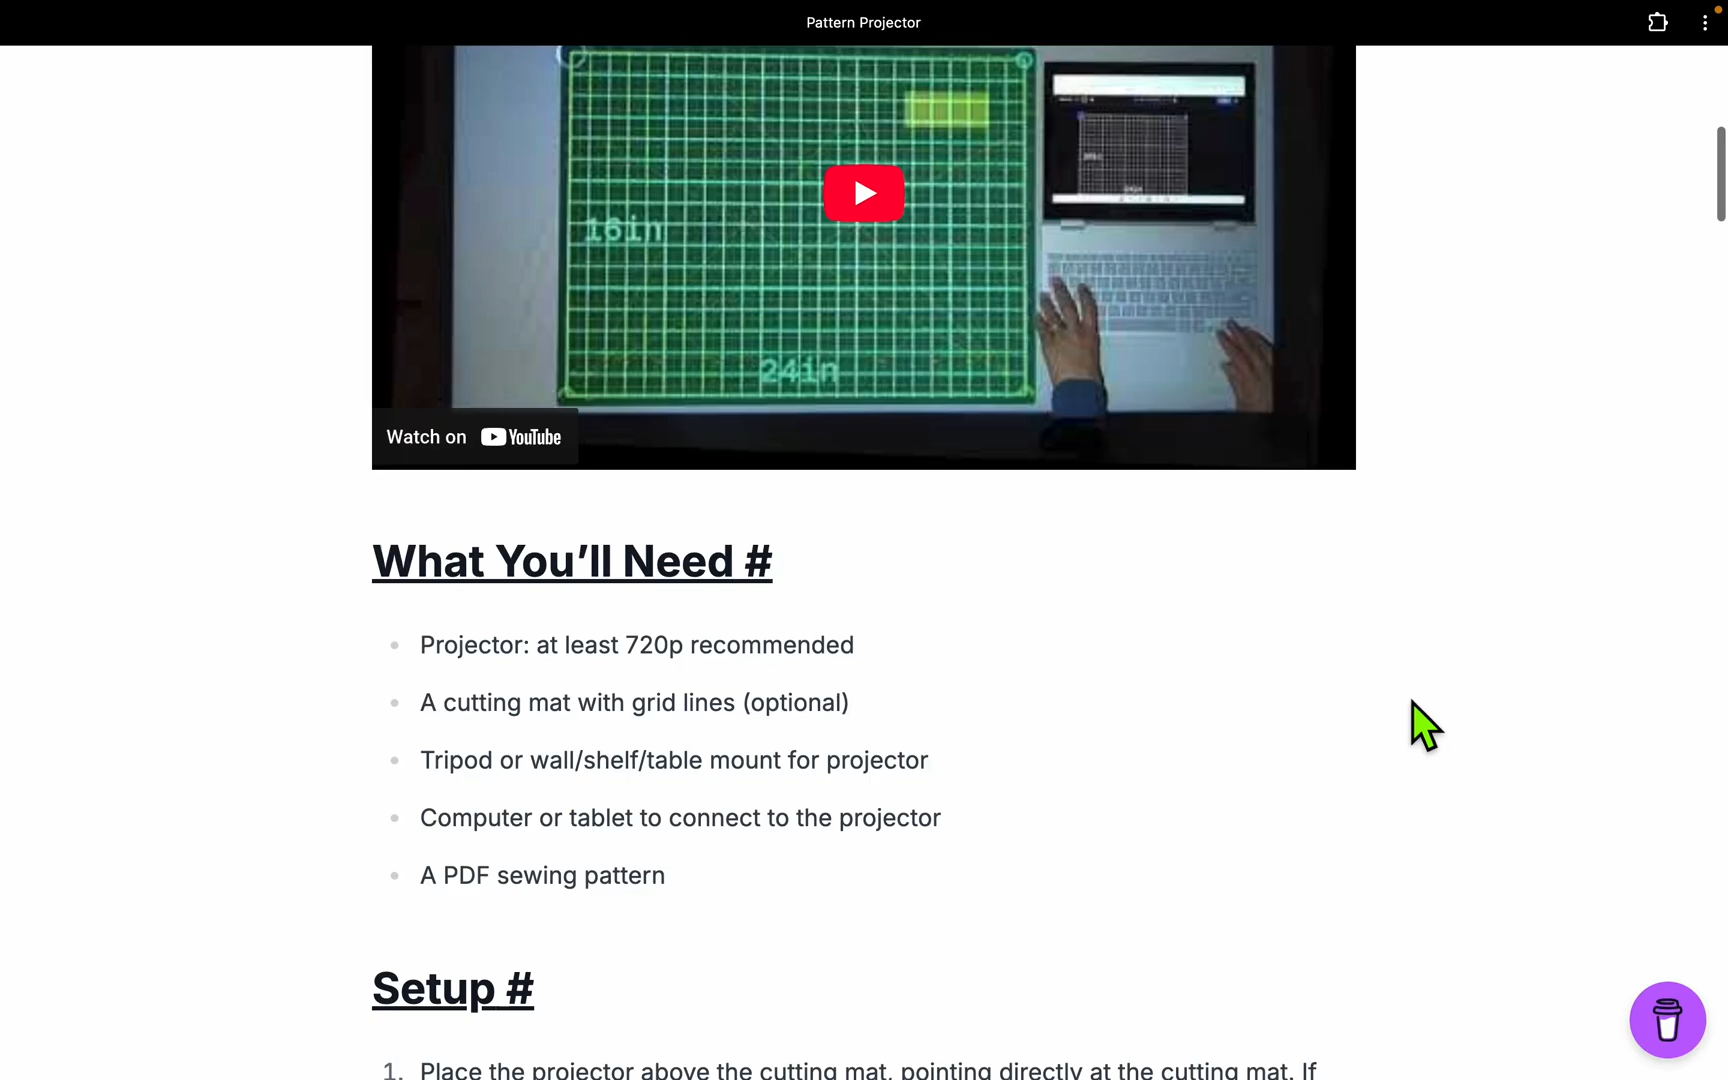 Pattern Projector
16in
24in
Watch on YouTube
What You’ll Need #
Projector: at least 720p recommended
A cutting mat with grid lines (optional)
Tripod or wall/shelf/table mount for projector
Computer or tablet to connect to the projector
A PDF sewing pattern
Setup #
1. Place the projector above the cutting mat, pointing directly at the cutting mat. If